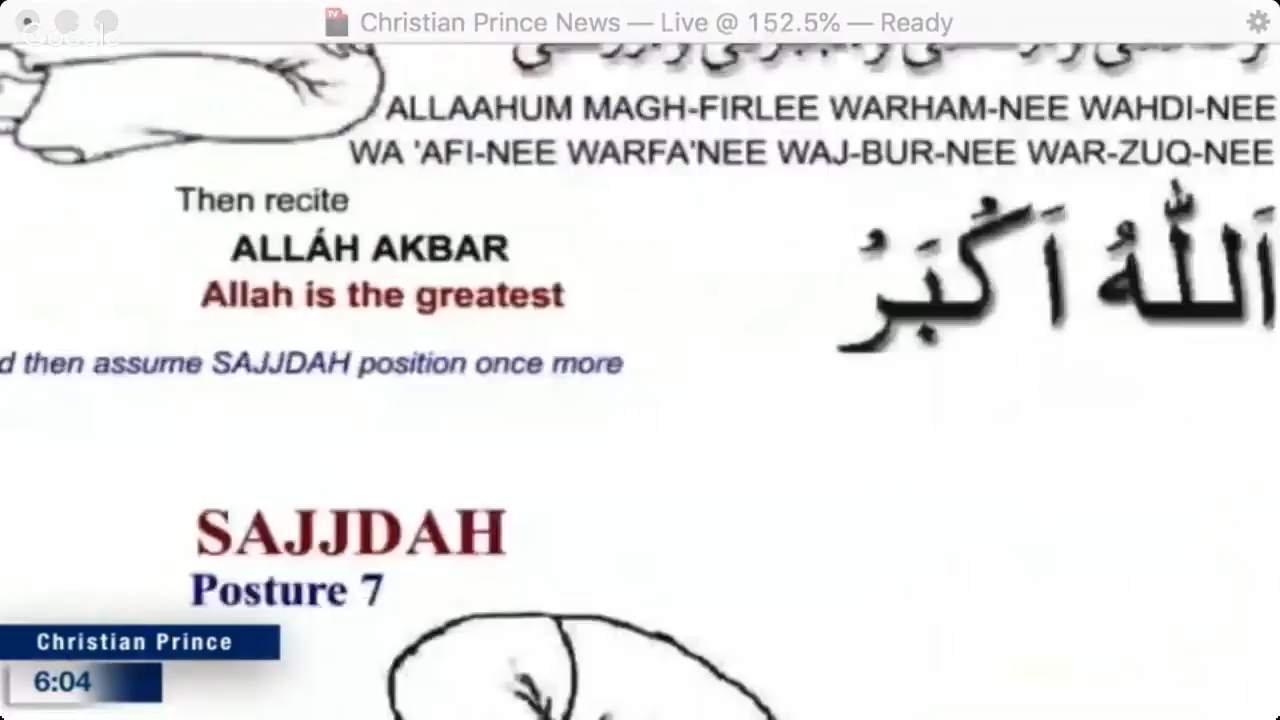 Christian Prince News — Live @ 152.5% — Ready
Google
ALLAAHUM MAGH-FIRLEE WARHAM-NEE WAHDI-NEE
WA 'AFI-NEE WARFA'NEE WAJ-BUR-NEE WAR-ZUQ-NEE
Then recite
ALLÁH AKBAR
Allah is the greatest
اَللّٰهُ اَكْبَرُ
then assume SAJJDAH position once more
SAJJDAH
Posture 7
Christian Prince
6:04